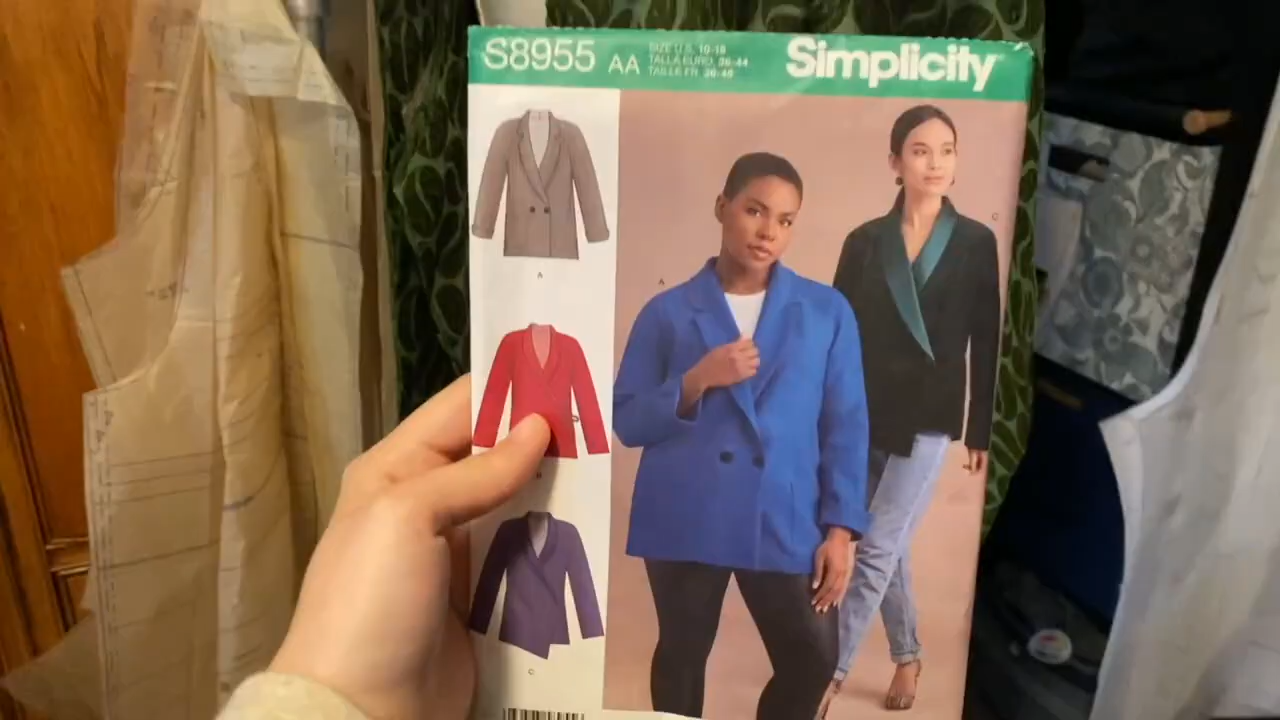 S8955
AA
SIZE U.S. 10-18
TALLA EURO. 36-44
TAILLE FR. 36-46
Simplicity
A
A
C
B
C